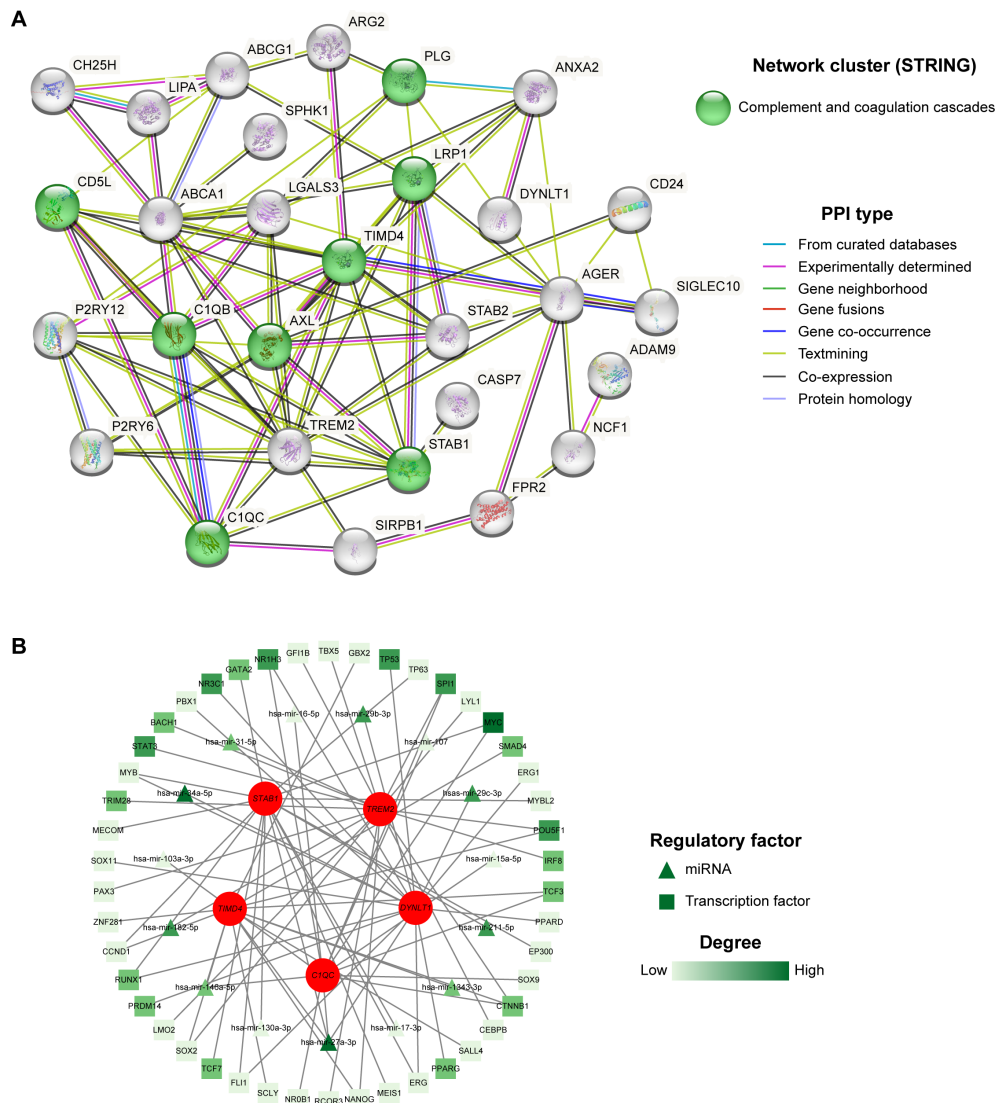 A
ARG2
ABCG1
PLG
CH25H
ANXA2
LIPA
SPHK1
LRP1
CD5L
ABCA1
LGALS3
DYNLT1
CD24
TIMD4
AGER
SIGLEC10
P2RY12
C1QB
AXL
STAB2
ADAM9
CASP7
P2RY6
TREM2
STAB1
NCF1
FPR2
C1QC
SIRPB1
Network cluster (STRING)
Complement and coagulation cascades
PPI type
From curated databases
Experimentally determined
Gene neighborhood
Gene fusions
Gene co-occurrence
Textmining
Co-expression
Protein homology
B
GFI1B
TBX5
GBX2
NR1H3
TP53
GATA2
TP63
NR3C1
SPI1
PBX1
LYL1
BACH1
MYC
STAT3
SMAD4
MYB
ERG1
TRIM28
MYBL2
MECOM
POU5F1
SOX11
IRF8
PAX3
TCF3
ZNF281
PPARD
CCND1
EP300
RUNX1
SOX9
PRDM14
CTNNB1
LMO2
CEBPB
SOX2
SALL4
TCF7
PPARG
FLI1
ERG
SCLY
MEIS1
NR0B1
RCOR3
NANOG
hsa-mir-16-5p
hsa-mir-29b-3p
hsa-mir-31-5p
hsa-mir-107
hsa-mir-34a-5p
hsas-mir-29c-3p
hsa-mir-103a-3p
hsa-mir-15a-5p
hsa-mir-182-5p
hsa-mir-211-5p
hsa-mir-146a-5p
hsa-mir-1343-3p
hsa-mir-130a-3p
hsa-mir-17-3p
hsa-mir-27a-3p
STAB1
TREM2
TIMD4
DYNLT1
C1QC
Regulatory factor
miRNA
Transcription factor
Degree
Low
High